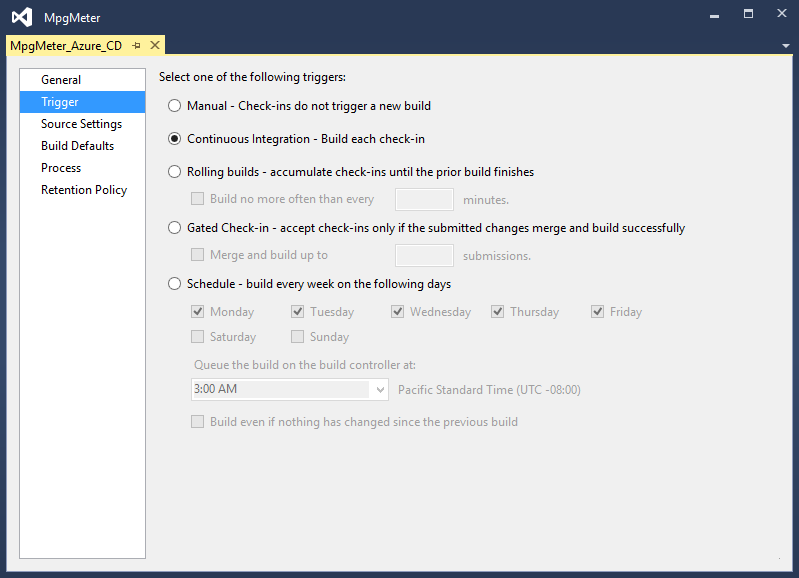 MpgMeter
MpgMeter_Azure_CD
General
Trigger
Source Settings
Build Defaults
Process
Retention Policy
Select one of the following triggers:
Manual - Check-ins do not trigger a new build
Continuous Integration - Build each check-in
Rolling builds - accumulate check-ins until the prior build finishes
Build no more often than every minutes.
Gated Check-in - accept check-ins only if the submitted changes merge and build successfully
Merge and build up to submissions.
Schedule - build every week on the following days
Monday Tuesday Wednesday Thursday Friday
Saturday Sunday
Queue the build on the build controller at:
3:00 AM Pacific Standard Time (UTC -08:00)
Build even if nothing has changed since the previous build